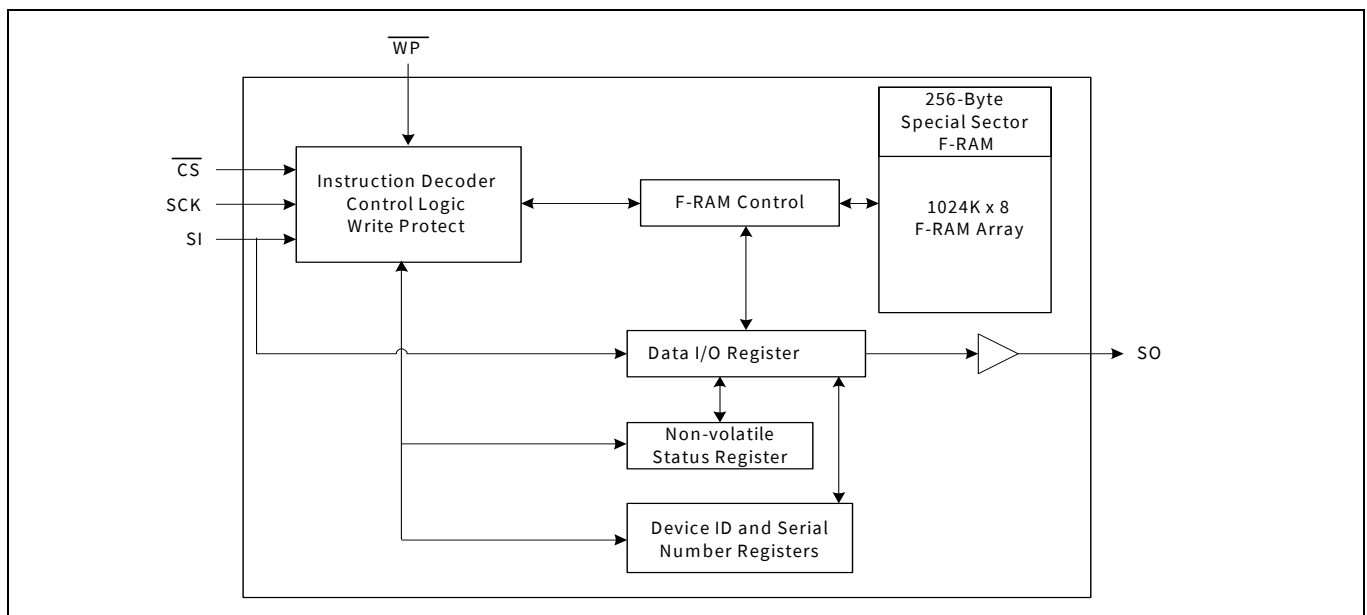 WP
256-Byte
Special Sector
F-RAM
CS
SCK
SI
Instruction Decoder
Control Logic
Write Protect
F-RAM Control
1024K x 8
F-RAM Array
Data I/O Register
SO
Non-volatile
Status Register
Device ID and Serial
Number Registers